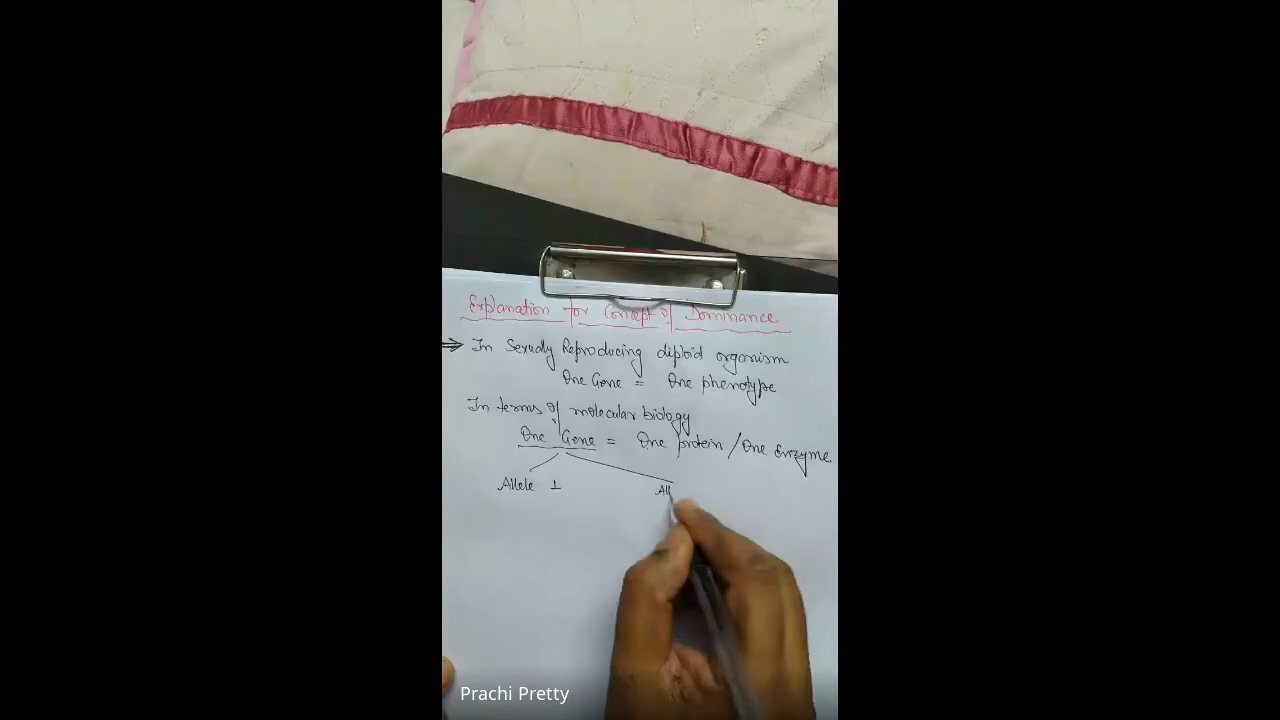 Explanation for Concept of Dominance
⇒ In Sexually Reproducing diploid organism
One Gene = One phenotype
In terms of molecular biology
One Gene = One protein / One Enzyme
Allele 1 All
Prachi Pretty